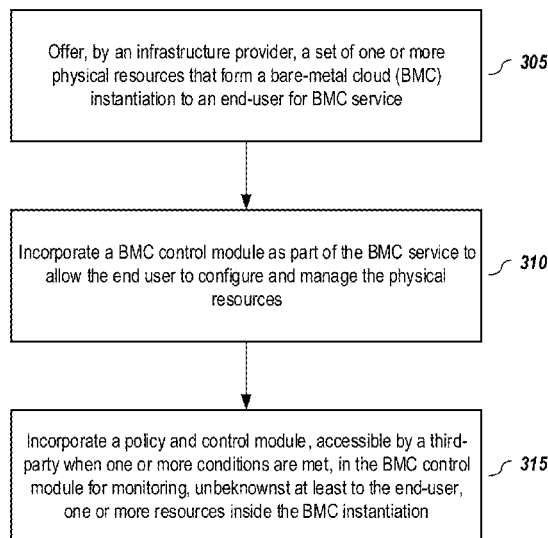 Offer, by an infrastructure provider, a set of one or more
physical resources that form a bare-metal cloud (BMC)
instantiation to an end-user for BMC service
305
Incorporate a BMC control module as part of the BMC service to
allow the end user to configure and manage the physical
resources
310
Incorporate a policy and control module, accessible by a third-
party when one or more conditions are met, in the BMC control
module for monitoring, unbeknownst at least to the end-user,
one or more resources inside the BMC instantiation
315